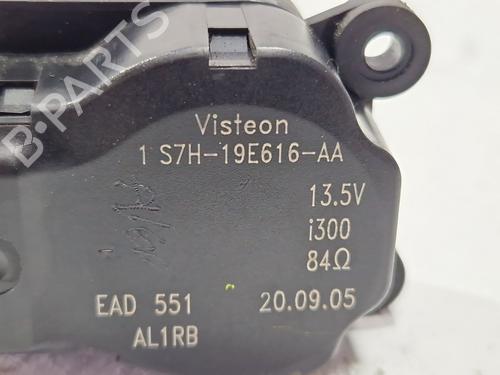 B-PARTS
Visteon
1 S7H-19E616-AA
13.5V
i300
84Ω
EAD 551 20.09.05
AL1RB